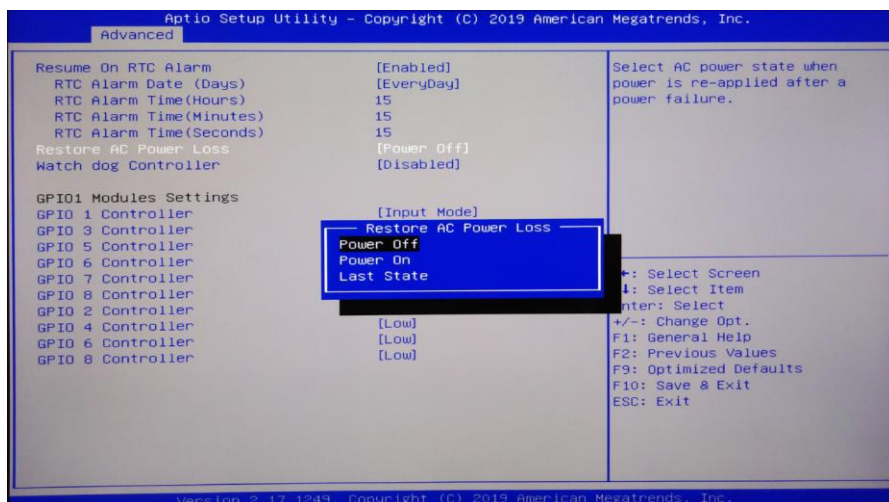 Aptio Setup Utility – Copyright (C) 2019 American Megatrends, Inc.
Advanced
Resume On RTC Alarm [Enabled]
RTC Alarm Date (Days) [EveryDay]
RTC Alarm Time(Hours) 15
RTC Alarm Time(Minutes) 15
RTC Alarm Time(Seconds) 15
Restore AC Power Loss [Power Off]
Watch dog Controller [Disabled]
GPIO1 Modules Settings
GPIO 1 Controller [Input Mode]
GPIO 3 Controller
GPIO 5 Controller
GPIO 6 Controller
GPIO 7 Controller
GPIO 8 Controller
GPIO 2 Controller
GPIO 4 Controller [Low]
GPIO 6 Controller [Low]
GPIO 8 Controller [Low]
Restore AC Power Loss
Power Off
Power On
Last State
Select AC power state when
power is re-applied after a
power failure.
: Select Screen
: Select Item
nter: Select
+/-: Change Opt.
F1: General Help
F2: Previous Values
F9: Optimized Defaults
F10: Save & Exit
ESC: Exit
Version 2.17.1249. Copyright (C) 2019 American Megatrends, Inc.